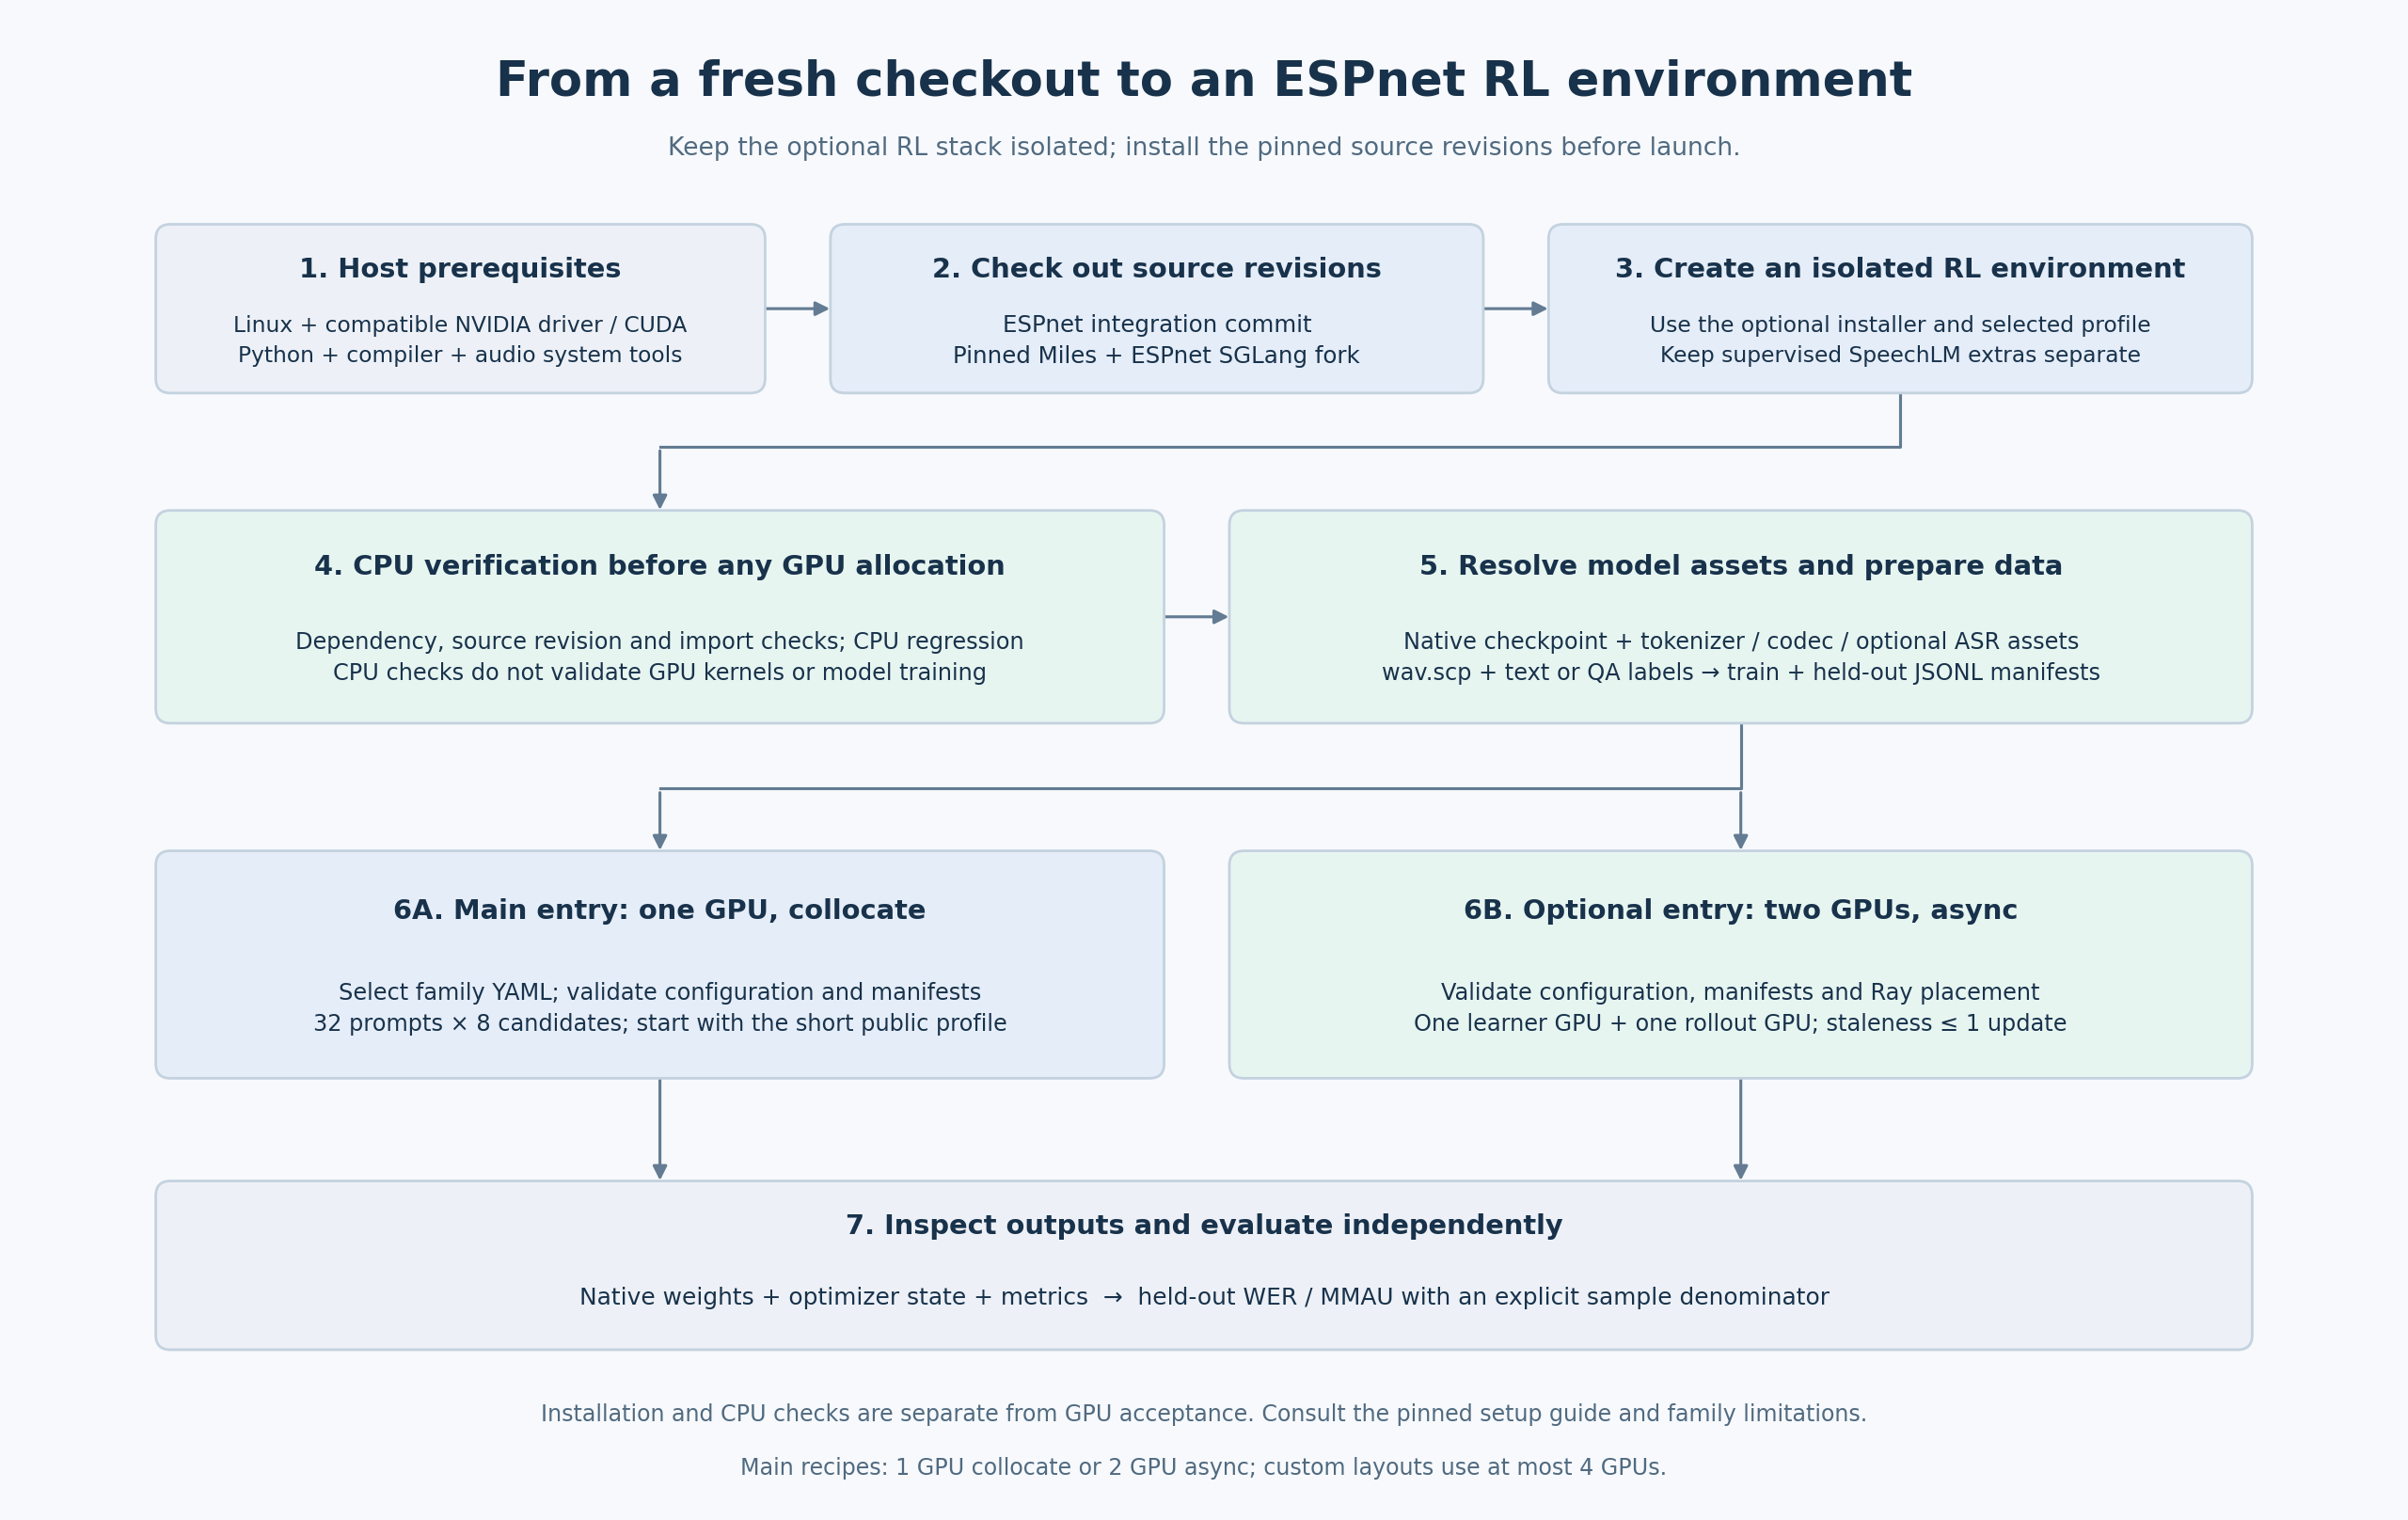 From a fresh checkout to an ESPnet RL environment
Keep the optional RL stack isolated; install the pinned source revisions before launch.
1. Host prerequisites
Linux + compatible NVIDIA driver / CUDA
Python + compiler + audio system tools
2. Check out source revisions
ESPnet integration commit
Pinned Miles + ESPnet SGLang fork
3. Create an isolated RL environment
Use the optional installer and selected profile
Keep supervised SpeechLM extras separate
4. CPU verification before any GPU allocation
Dependency, source revision and import checks; CPU regression
CPU checks do not validate GPU kernels or model training
5. Resolve model assets and prepare data
Native checkpoint + tokenizer / codec / optional ASR assets
wav.scp + text or QA labels → train + held-out JSONL manifests
6A. Main entry: one GPU, collocate
Select family YAML; validate configuration and manifests
32 prompts × 8 candidates; start with the short public profile
6B. Optional entry: two GPUs, async
Validate configuration, manifests and Ray placement
One learner GPU + one rollout GPU; staleness ≤ 1 update
7. Inspect outputs and evaluate independently
Native weights + optimizer state + metrics → held-out WER / MMAU with an explicit sample denominator
Installation and CPU checks are separate from GPU acceptance. Consult the pinned setup guide and family limitations.
Main recipes: 1 GPU collocate or 2 GPU async; custom layouts use at most 4 GPUs.